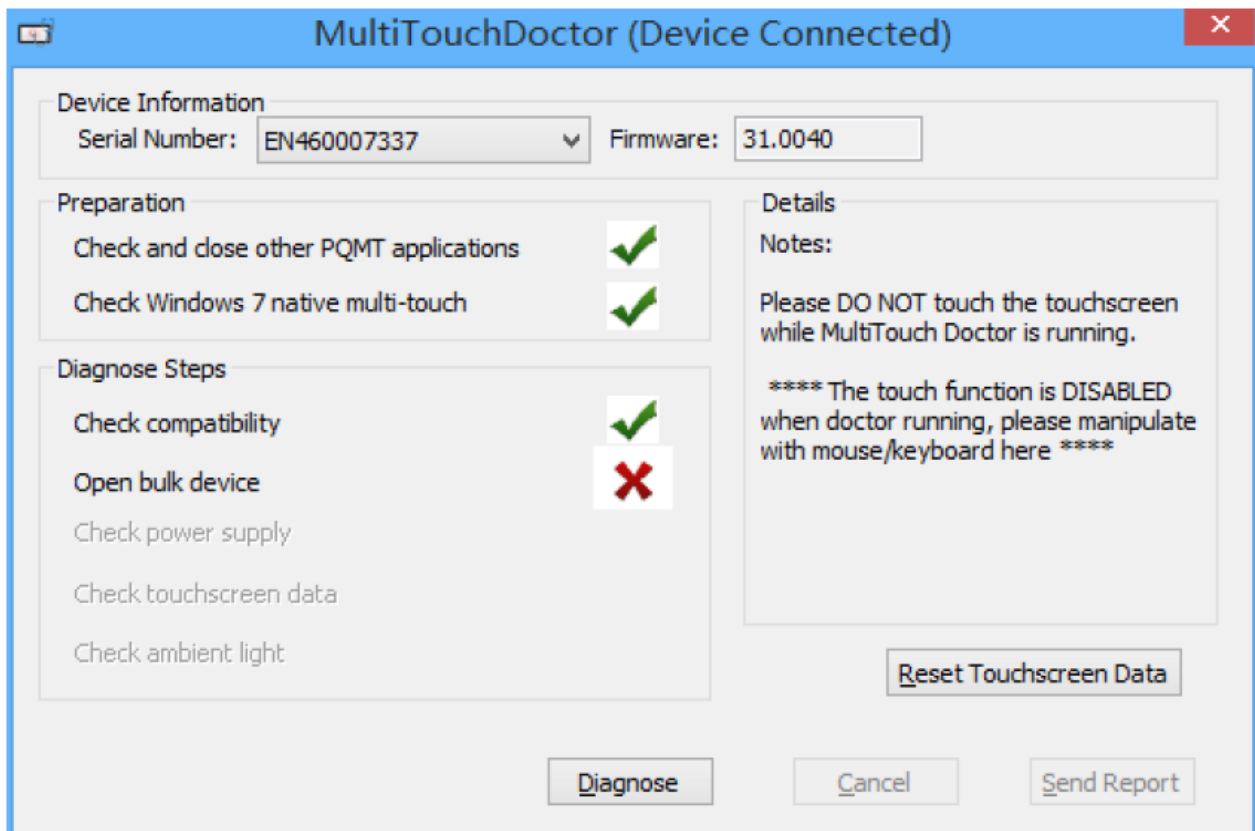 MultiTouchDoctor (Device Connected)
Device Information
Serial Number: EN460007337 Firmware: 31.0040
Preparation
Check and close other PQMT applications
Check Windows 7 native multi-touch
Diagnose Steps
Check compatibility
Open bulk device
Check power supply
Check touchscreen data
Check ambient light
Details
Notes:
Please DO NOT touch the touchscreen
while MultiTouch Doctor is running.
**** The touch function is DISABLED
when doctor running, please manipulate
with mouse/keyboard here ****
Reset Touchscreen Data
Diagnose Cancel Send Report